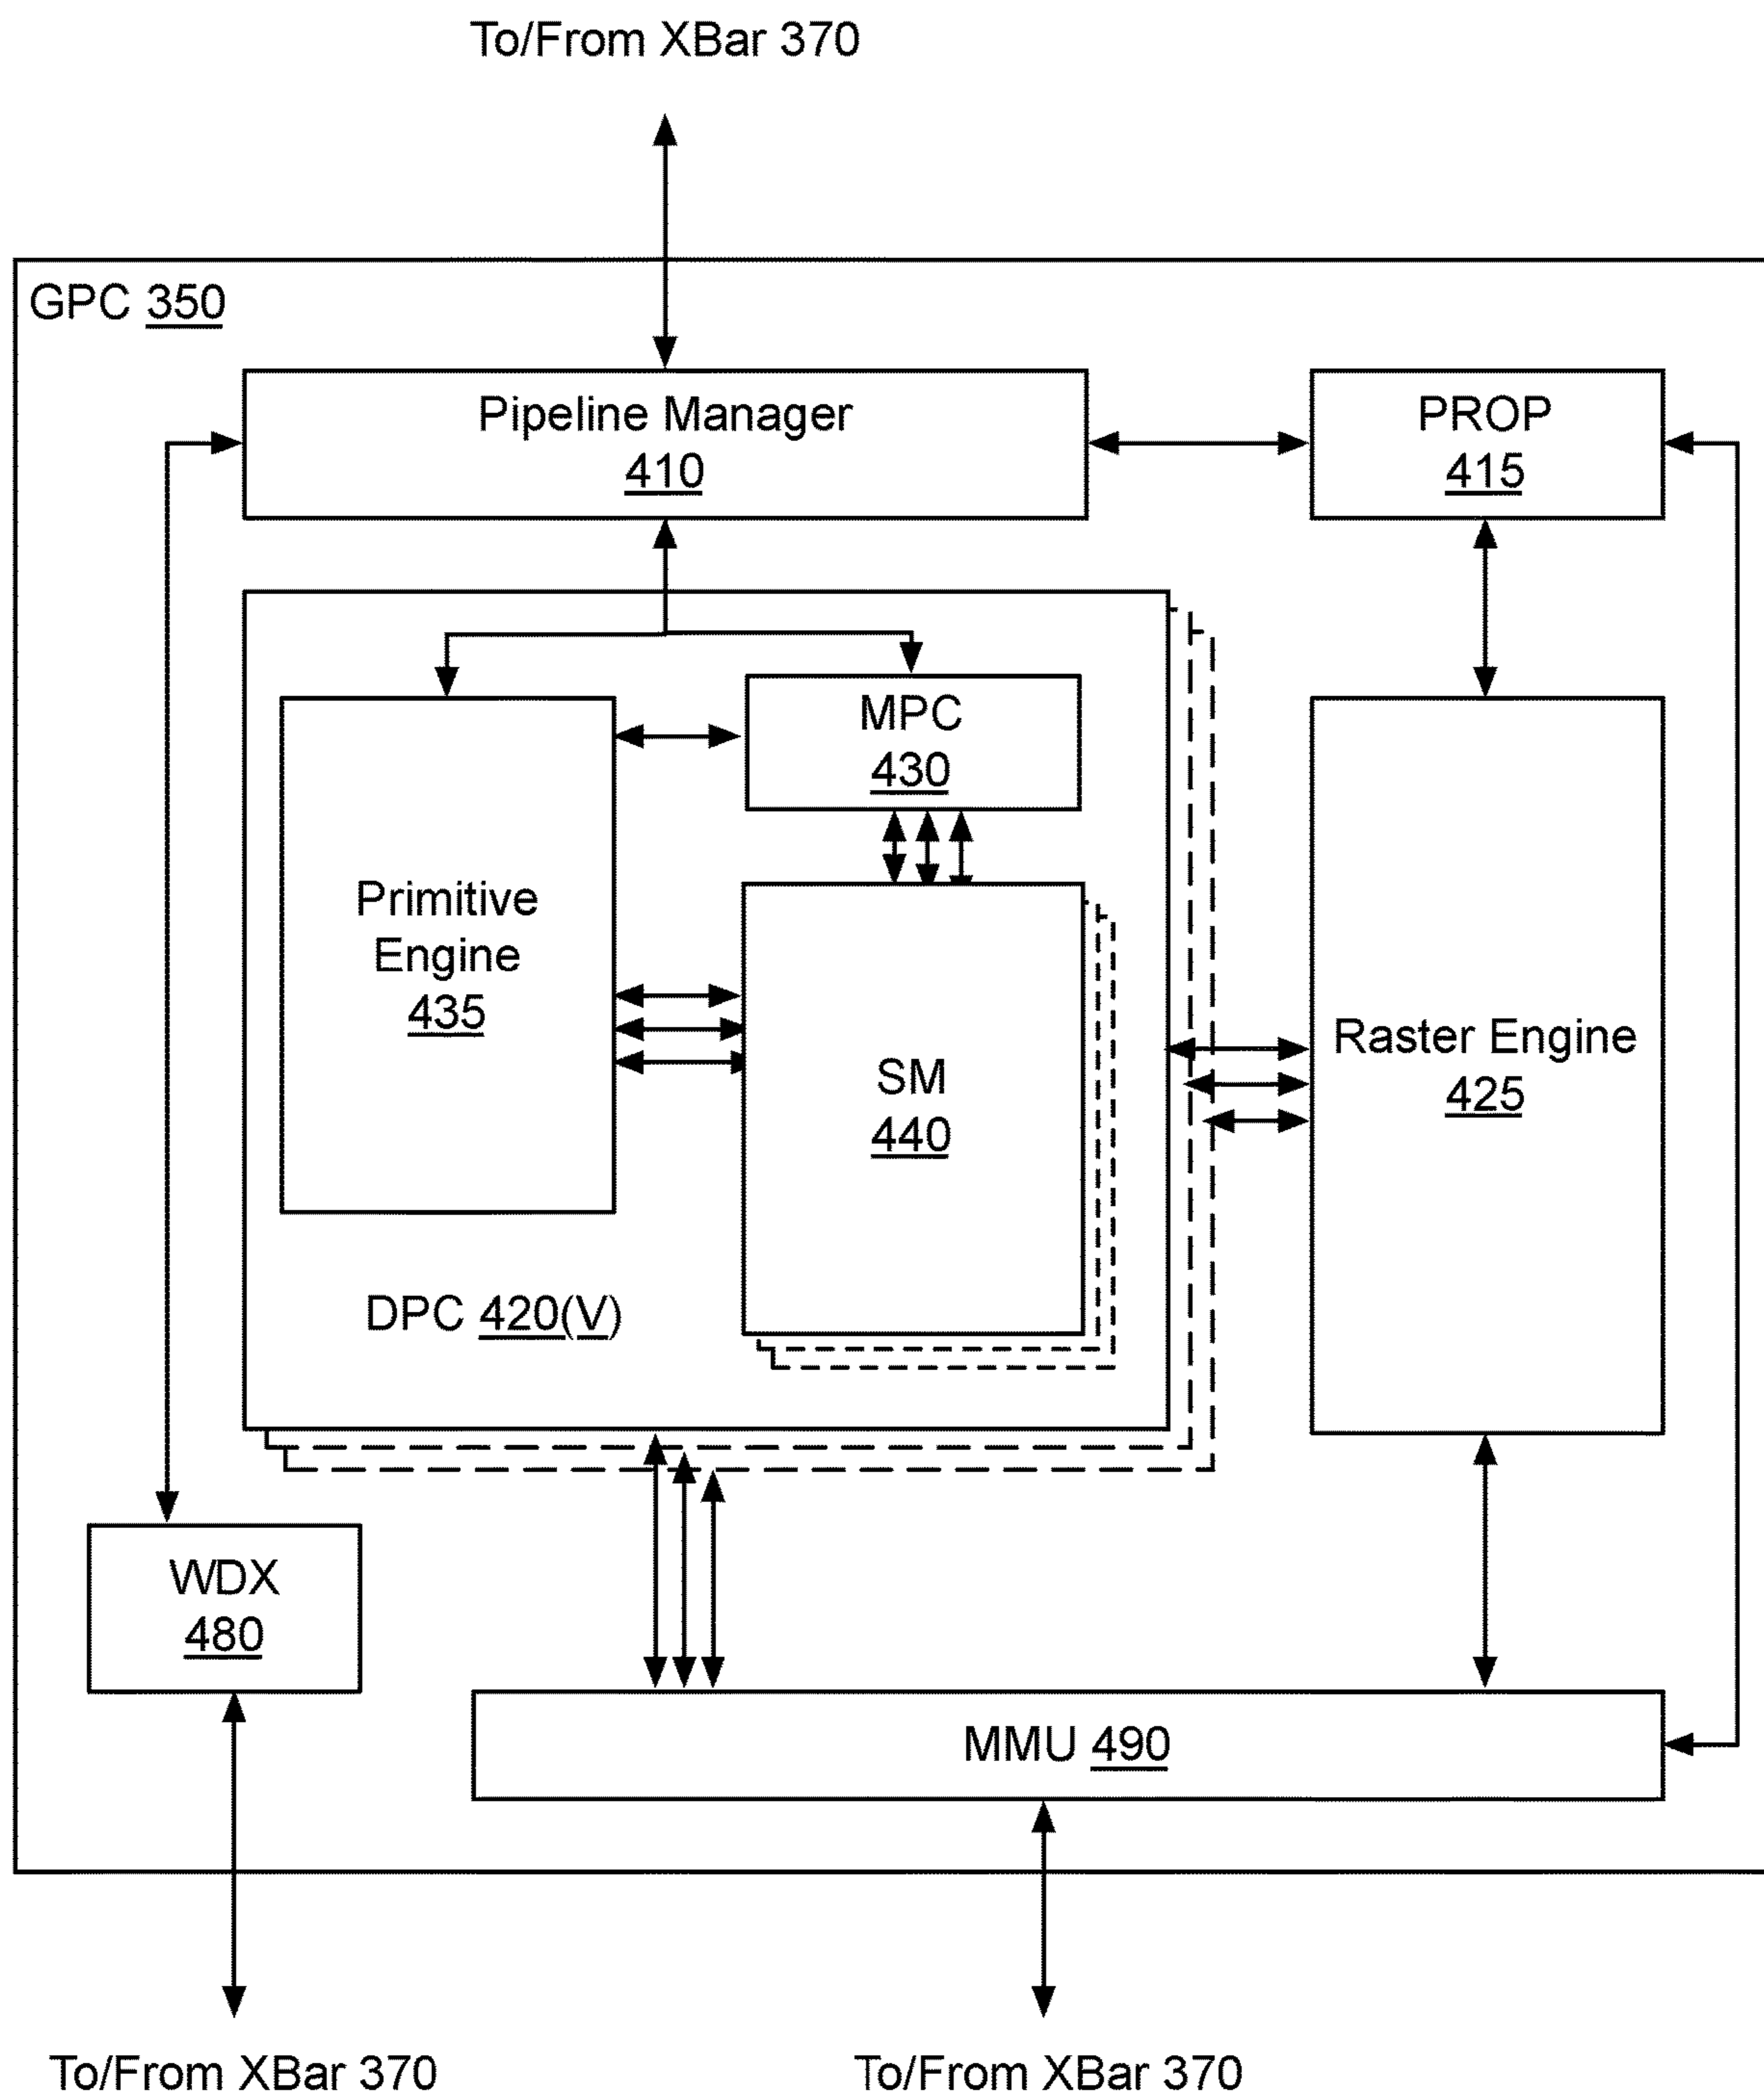 To/From XBar 370
GPC 350
Pipeline Manager
410
PROP
415
MPC
430
Primitive
Engine
435
SM
440
Raster Engine
425
DPC 420(V)
WDX
480
MMU 490
To/From XBar 370
To/From XBar 370